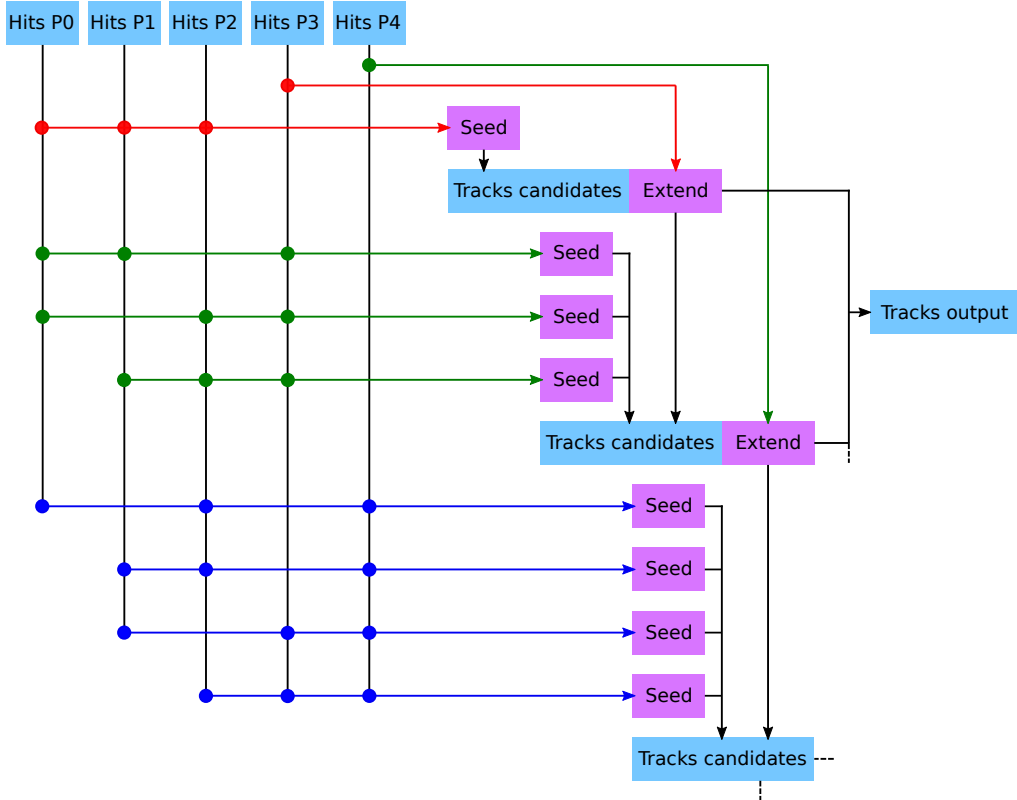 Hits P0
Hits P1
Hits P2
Hits P3
Hits P4
Seed
Tracks candidates
Extend
Seed
Seed
Tracks output
Seed
Tracks candidates
Extend
Seed
Seed
Seed
Seed
Tracks candidates